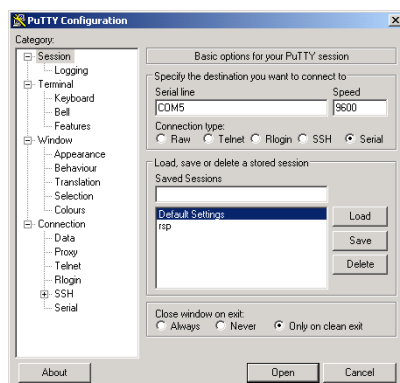 PuTTY Configuration
Category:
Session
Logging
Terminal
Keyboard
Bell
Features
Window
Appearance
Behaviour
Translation
Selection
Colours
Connection
Data
Proxy
Telnet
Rlogin
SSH
Serial
Basic options for your PuTTY session
Specify the destination you want to connect to
Serial line Speed
COM5 9600
Connection type:
Raw Telnet Rlogin SSH Serial
Load, save or delete a stored session
Saved Sessions
Default Settings
rsp
Load
Save
Delete
Close window on exit:
Always Never Only on clean exit
About Open Cancel